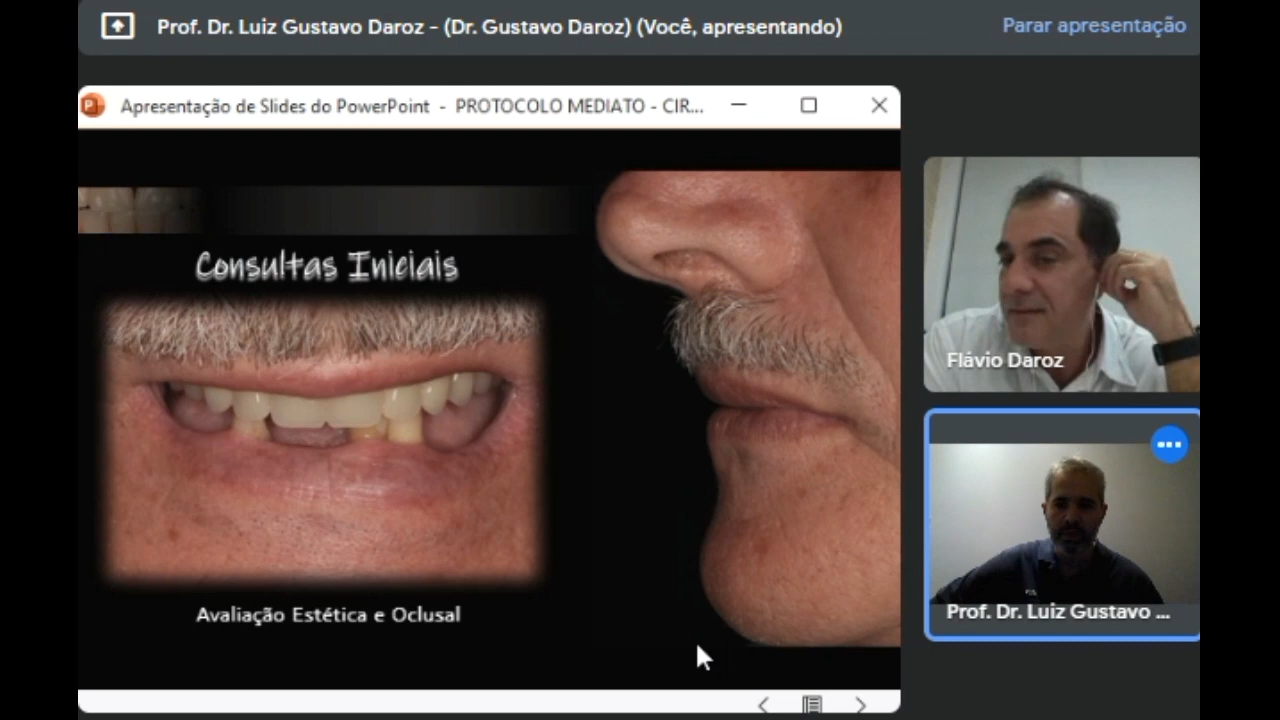 Prof. Dr. Luiz Gustavo Daroz - (Dr. Gustavo Daroz) (Você, apresentando)
Parar apresentação
Apresentação de Slides do PowerPoint - PROTOCOLO MEDIATO - CIR...
Consultas Iniciais
Avaliação Estética e Oclusal
Flávio Daroz
Prof. Dr. Luiz Gustavo ...